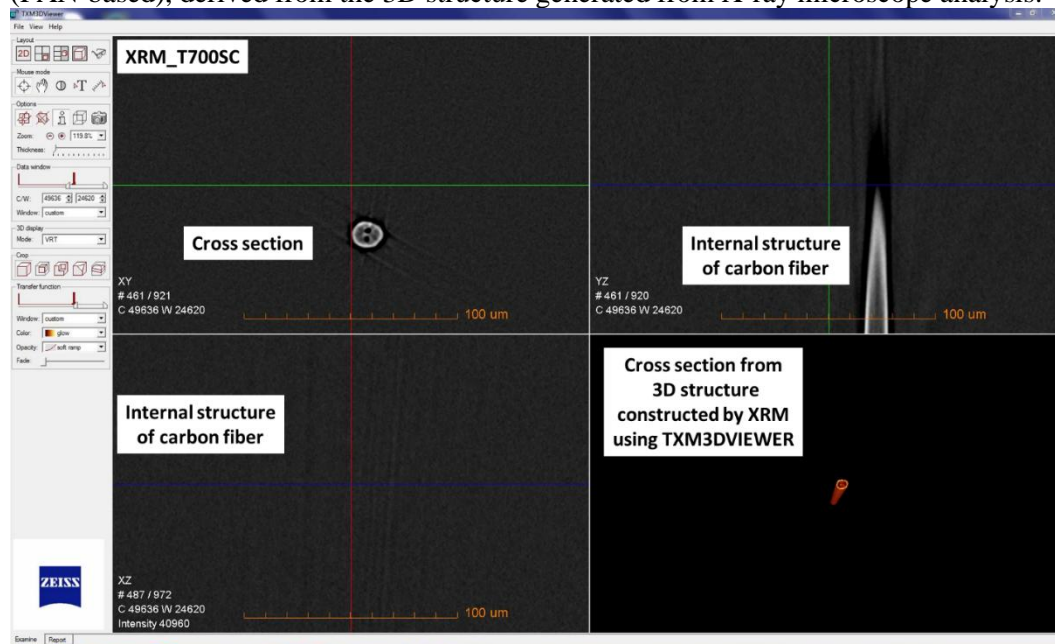 (PAN-based), derived from the 3D structure generated from X-ray microscope analysis.
TXM3DViewer
File View Help
Layout
2D
Mouse mode
T
Options
Zoom: 119.8%
Thickness:
Data window
C/W: 49636 24620
Window: custom
3D display
Mode: VRT
Crop
Transfer function
Window: custom
Color: glow
Opacity: soft ramp
Fade:
ZEISS
Examine Report
XRM_T700SC
Cross section
XY
# 461 / 921
C 49636 W 24620
100 um
Internal structure
of carbon fiber
YZ
# 461 / 920
C 49636 W 24620
100 um
Internal structure
of carbon fiber
XZ
# 487 / 972
C 49636 W 24620
Intensity 40960
100 um
Cross section from
3D structure
constructed by XRM
using TXM3DVIEWER